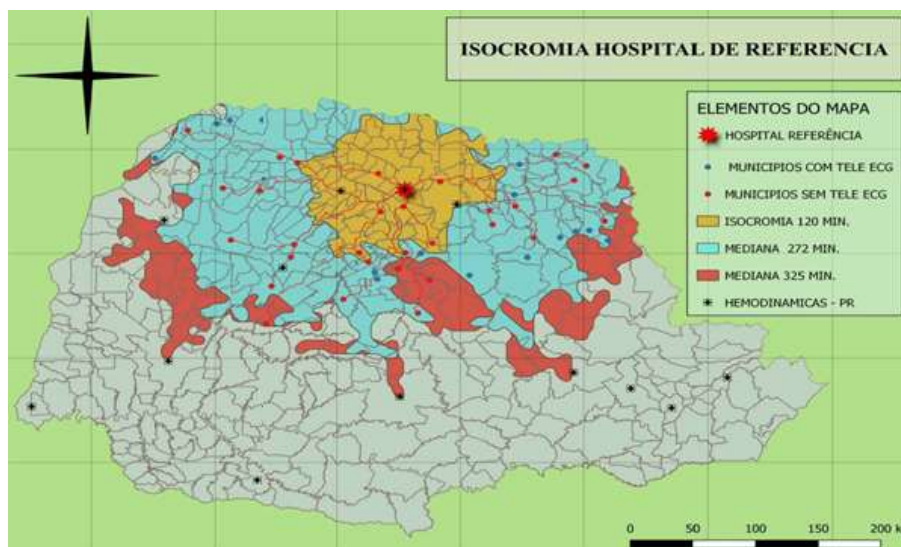 ISOCROMIA HOSPITAL DE REFERENCIA
ELEMENTOS DO MAPA
HOSPITAL REFERÊNCIA
MUNICIPIOS COM TELE ECG
MUNICIPIOS SEM TELE ECG
ISOCROMIA 120 MIN.
MEDIANA 272 MIN.
MEDIANA 325 MIN.
HEMODINAMICAS - PR
0 50 100 150 200 k